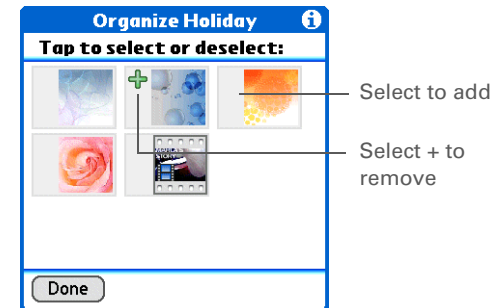 Organize Holiday i
Tap to select or deselect:
Select to add
Select + to
remove
Done